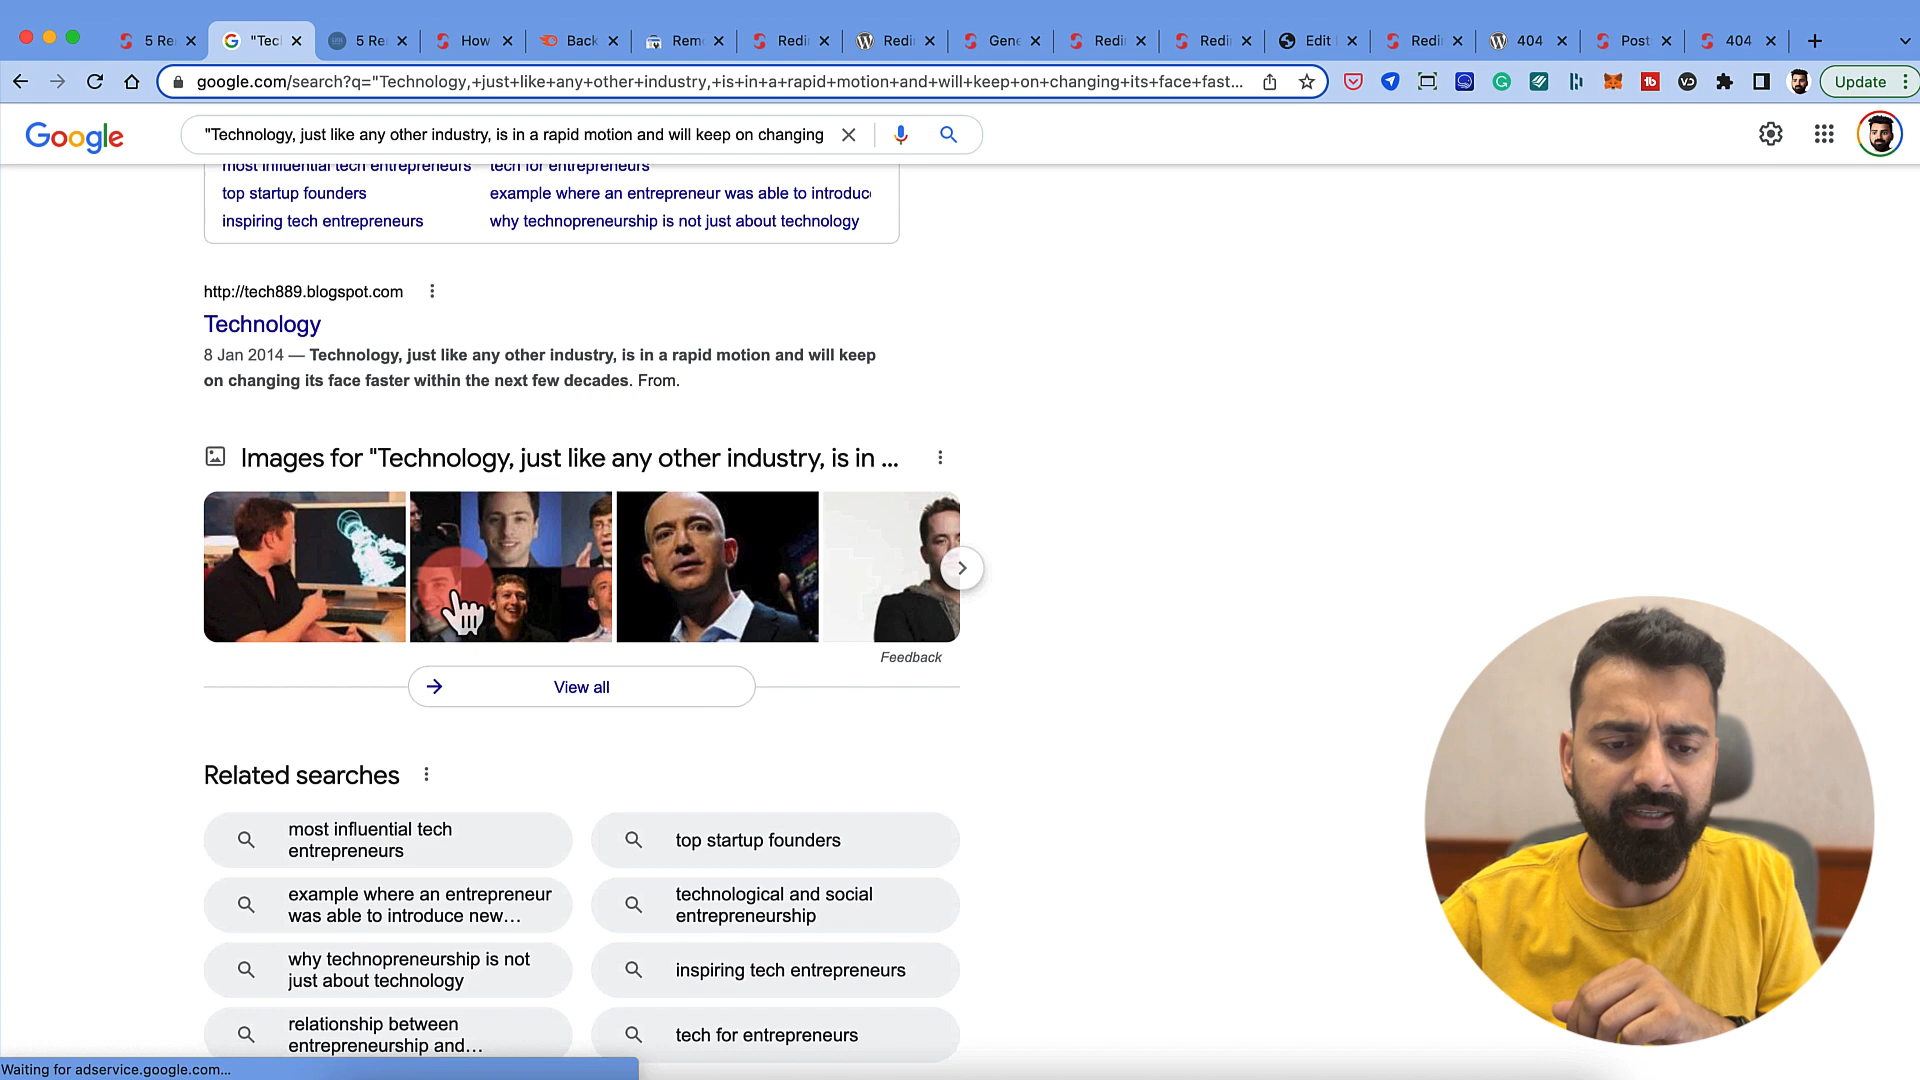 5 Re
"Tec
5 Re
How
Back
Rem
Redi
Redi
Gene
Redi
Redi
Edit
Redi
404
Post
404
google.com/search?q="Technology,+just+like+any+other+industry,+is+in+a+rapid+motion+and+will+keep+on+changing+its+face+fast...
Update
Google
"Technology, just like any other industry, is in a rapid motion and will keep on changing
most influential tech entrepreneurs
tech for entrepreneurs
top startup founders
example where an entrepreneur was able to introduc
inspiring tech entrepreneurs
why technopreneurship is not just about technology
http://tech889.blogspot.com
Technology
8 Jan 2014 — Technology, just like any other industry, is in a rapid motion and will keep
on changing its face faster within the next few decades. From.
Images for "Technology, just like any other industry, is in ...
Feedback
View all
Related searches
most influential tech
entrepreneurs
top startup founders
example where an entrepreneur
was able to introduce new...
technological and social
entrepreneurship
why technopreneurship is not
just about technology
inspiring tech entrepreneurs
relationship between
entrepreneurship and...
tech for entrepreneurs
Waiting for adservice.google.com...